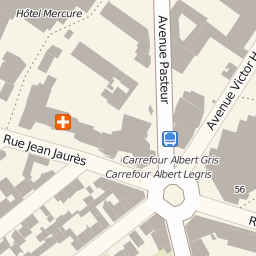 Hôtel Mercure
Avenue Pasteur
Avenue Victor H
Rue Jean Jaurès
Carrefour Albert Gris
Carrefour Albert Legris
56
R